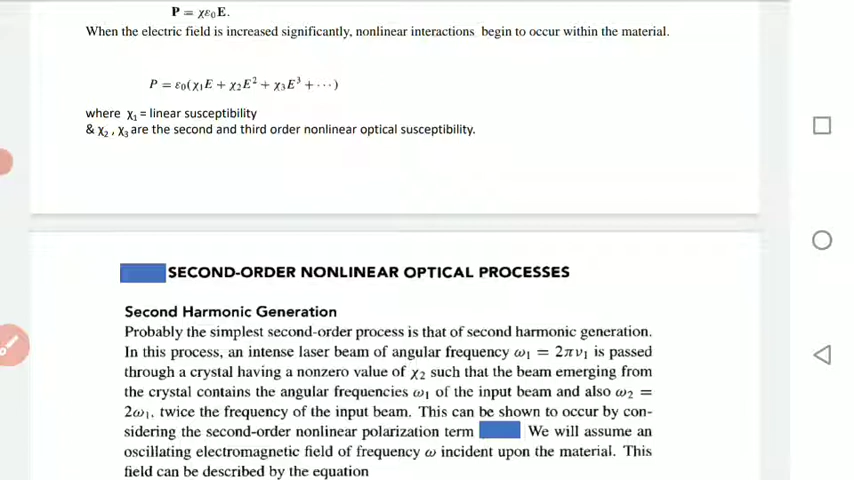 P = χε₀E.
When the electric field is increased significantly, nonlinear interactions begin to occur within the material.
P = ε₀(χ₁E + χ₂E² + χ₃E³ + ···)
where χ₁ = linear susceptibility
& χ₂ , χ₃ are the second and third order nonlinear optical susceptibility.
SECOND-ORDER NONLINEAR OPTICAL PROCESSES
Second Harmonic Generation
Probably the simplest second-order process is that of second harmonic generation.
In this process, an intense laser beam of angular frequency ω₁ = 2πν₁ is passed
through a crystal having a nonzero value of χ₂ such that the beam emerging from
the crystal contains the angular frequencies ω₁ of the input beam and also ω₂ =
2ω₁, twice the frequency of the input beam. This can be shown to occur by con-
sidering the second-order nonlinear polarization term We will assume an
oscillating electromagnetic field of frequency ω incident upon the material. This
field can be described by the equation